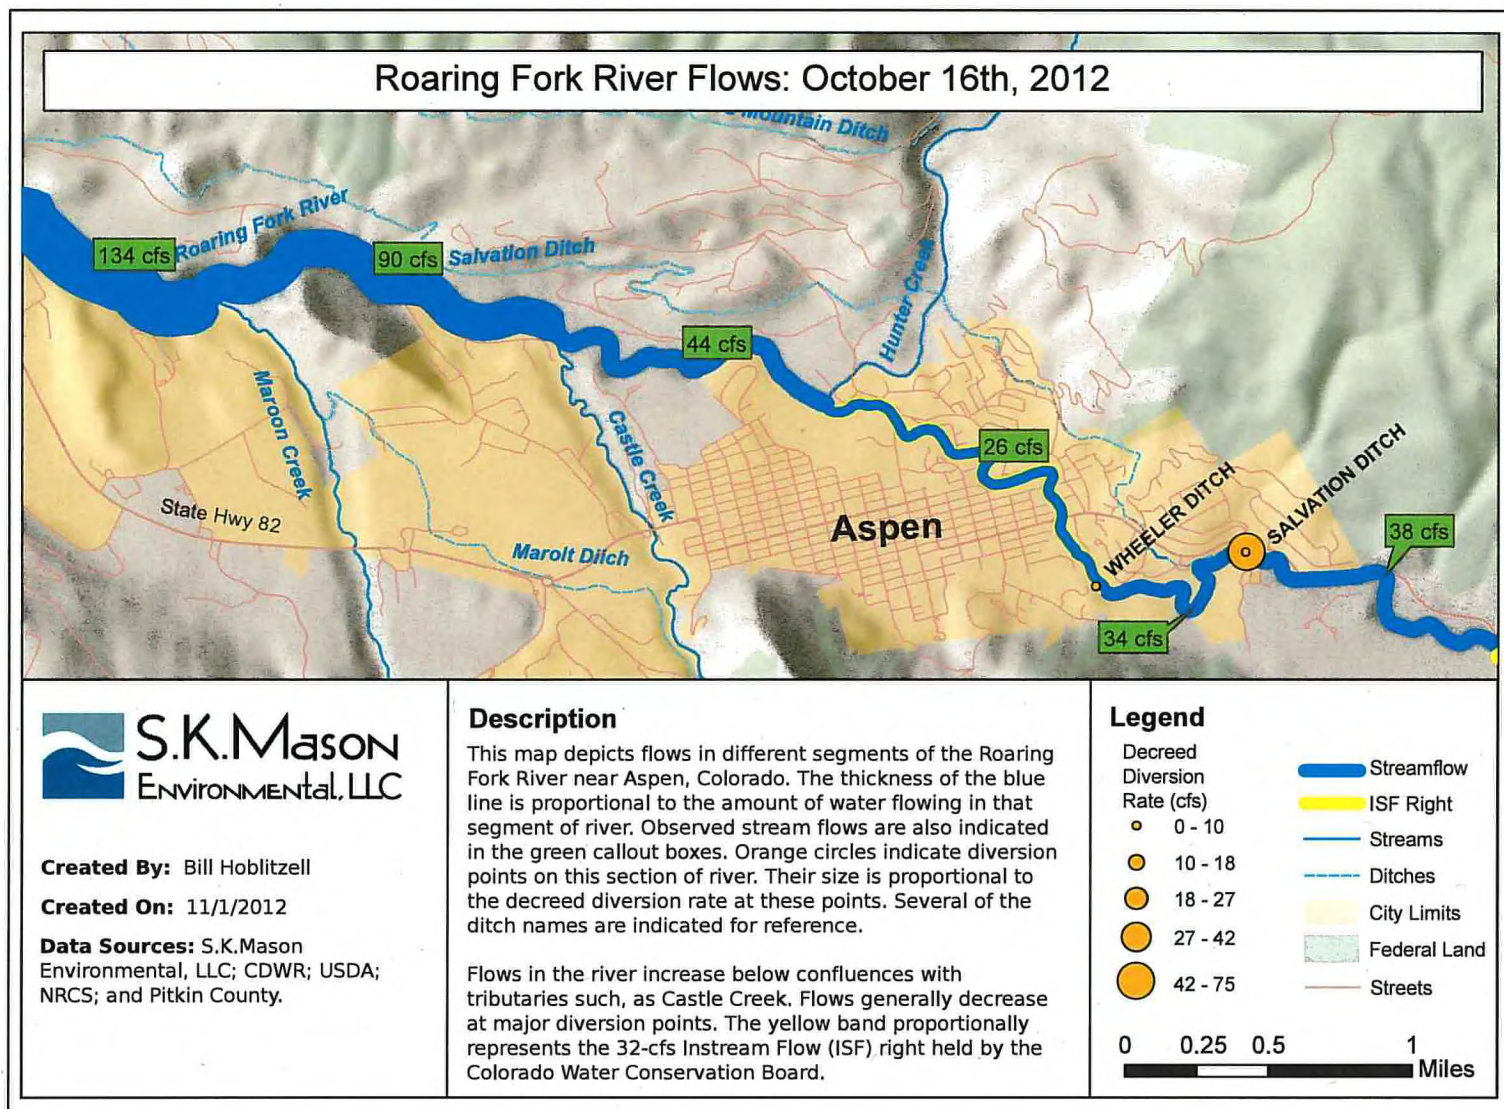 Roaring Fork River Flows: October 16th, 2012
Mountain Ditch
Roaring Fork River
134 cfs
90 cfs
Salvation Ditch
Hunter Creek
44 cfs
Maroon Creek
Castle Creek
26 cfs
WHEELER DITCH
SALVATION DITCH
38 cfs
State Hwy 82
Marolt Ditch
Aspen
34 cfs
S.K.Mason
Environmental, LLC
Created By: Bill Hoblitzell
Created On: 11/1/2012
Data Sources: S.K.Mason
Environmental, LLC; CDWR; USDA;
NRCS; and Pitkin County.
Description
This map depicts flows in different segments of the Roaring
Fork River near Aspen, Colorado. The thickness of the blue
line is proportional to the amount of water flowing in that
segment of river. Observed stream flows are also indicated
in the green callout boxes. Orange circles indicate diversion
points on this section of river. Their size is proportional to
the decreed diversion rate at these points. Several of the
ditch names are indicated for reference.
Flows in the river increase below confluences with
tributaries such, as Castle Creek. Flows generally decrease
at major diversion points. The yellow band proportionally
represents the 32-cfs Instream Flow (ISF) right held by the
Colorado Water Conservation Board.
Legend
Decreed
Diversion
Rate (cfs)
0 - 10
10 - 18
18 - 27
27 - 42
42 - 75
Streamflow
ISF Right
Streams
Ditches
City Limits
Federal Land
Streets
0 0.25 0.5 1
Miles